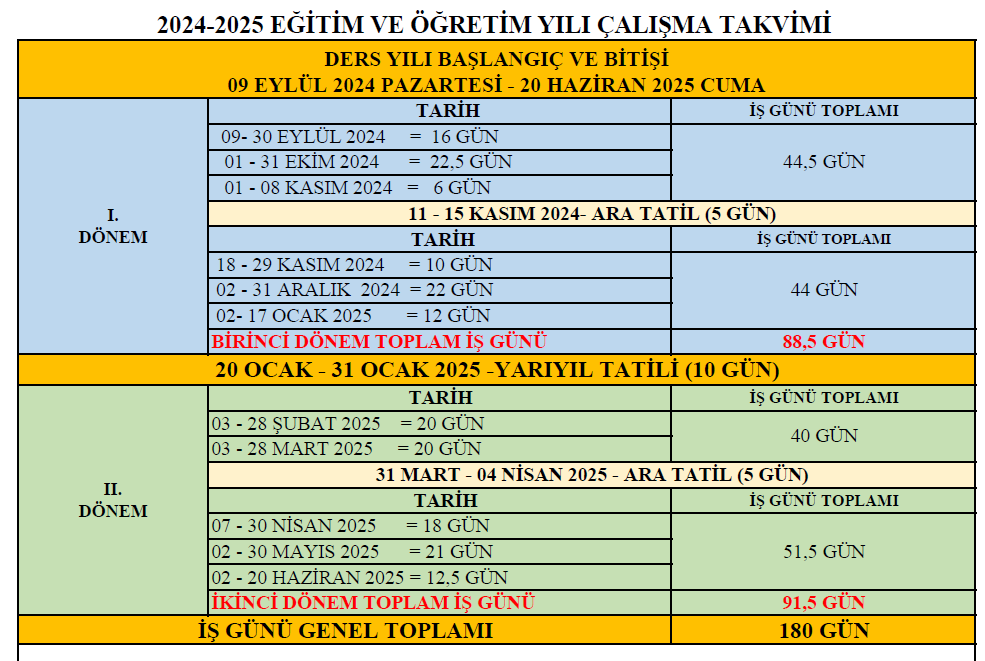 2024-2025 EĞİTİM VE ÖĞRETİM YILI ÇALIŞMA TAKVİMİ
DERS YILI BAŞLANGIÇ VE BİTİŞİ
09 EYLÜL 2024 PAZARTESİ - 20 HAZİRAN 2025 CUMA
I.
DÖNEM
TARİH İŞ GÜNÜ TOPLAMI
09- 30 EYLÜL 2024 = 16 GÜN
01 - 31 EKİM 2024 = 22,5 GÜN 44,5 GÜN
01 - 08 KASIM 2024 = 6 GÜN
11 - 15 KASIM 2024- ARA TATİL (5 GÜN)
TARİH İŞ GÜNÜ TOPLAMI
18 - 29 KASIM 2024 = 10 GÜN
02 - 31 ARALIK 2024 = 22 GÜN 44 GÜN
02- 17 OCAK 2025 = 12 GÜN
BİRİNCİ DÖNEM TOPLAM İŞ GÜNÜ 88,5 GÜN
20 OCAK - 31 OCAK 2025 -YARIYIL TATİLİ (10 GÜN)
II.
DÖNEM
TARİH İŞ GÜNÜ TOPLAMI
03 - 28 ŞUBAT 2025 = 20 GÜN 40 GÜN
03 - 28 MART 2025 = 20 GÜN
31 MART - 04 NİSAN 2025 - ARA TATİL (5 GÜN)
TARİH İŞ GÜNÜ TOPLAMI
07 - 30 NİSAN 2025 = 18 GÜN
02 - 30 MAYIS 2025 = 21 GÜN 51,5 GÜN
02 - 20 HAZİRAN 2025 = 12,5 GÜN
İKİNCİ DÖNEM TOPLAM İŞ GÜNÜ 91,5 GÜN
İŞ GÜNÜ GENEL TOPLAMI 180 GÜN